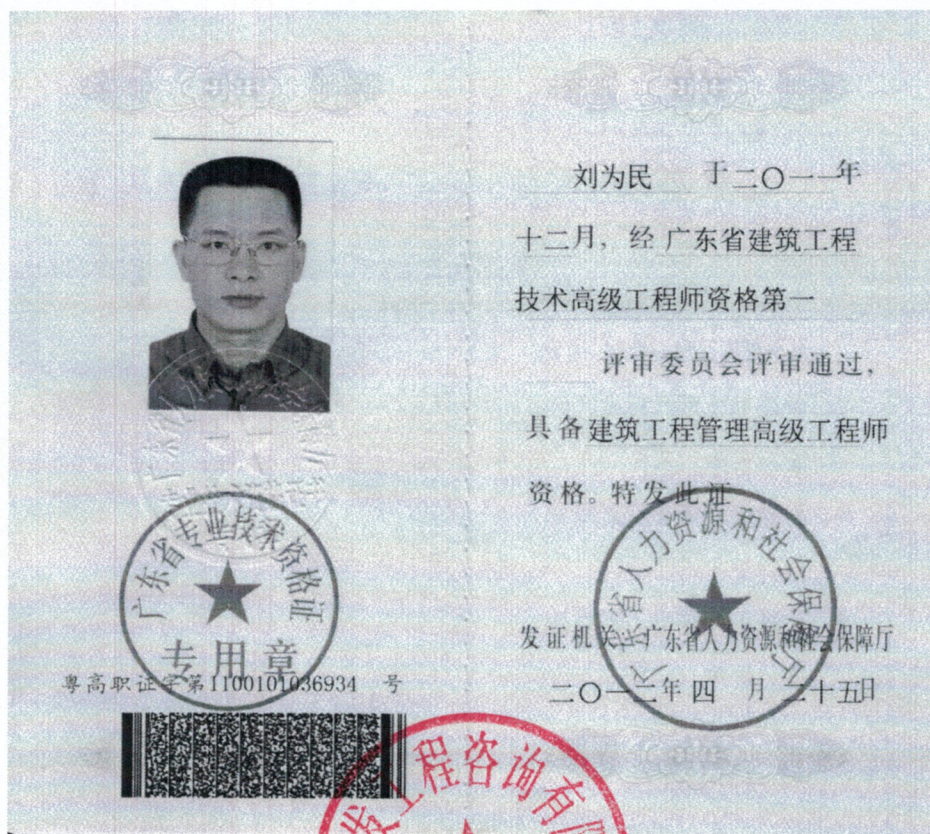 刘为民 于二〇一一年
十二月，经 广东省建筑工程
技术高级工程师资格第一
评审委员会评审通过，
具备建筑工程管理高级工程师
资格。特发此证
广东省专业技术资格证
专用章
粤高职证字第1100101036934 号
广东省人力资源和社会保障厅
发证机关：广东省人力资源和社会保障厅
二〇一二年 四 月 二十五日
工程咨询有限